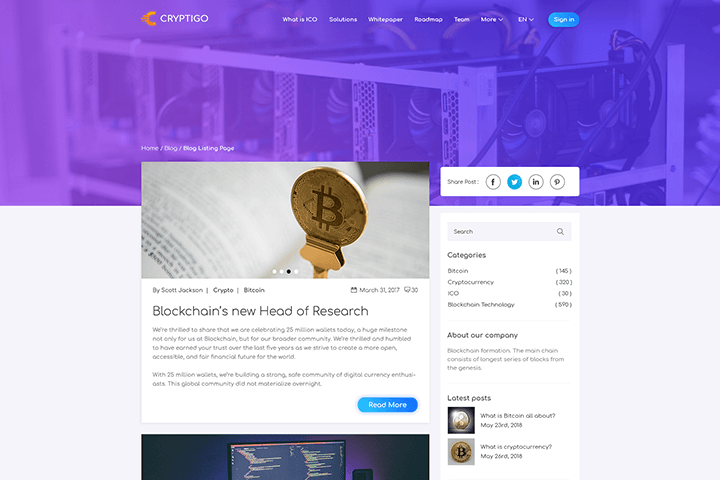 CRYPTIGO
What is ICO Solutions Whitepaper Roadmap Team More EN Sign in
Home / Blog / Blog Listing Page
Share Post :
By Scott Jackson | Crypto | Bitcoin March 31, 2017 30
Blockchain's new Head of Research
We're thrilled to share that we are celebrating 25 million wallets today, a huge milestone
not only for us at Blockchain, but for our broader community. We're thrilled and humbled
to have earned your trust over the last five years as we strive to create a more open,
accessible, and fair financial future for the world.
With 25 million wallets, we're building a strong, safe community of digital currency enthusi-
asts. This global community did not materialize overnight.
Read More
Search
Categories
Bitcoin ( 145 )
Cryptocurrency ( 320 )
ICO ( 30 )
Blockchain Technology ( 590 )
About our company
Blockchain formation. The main chain
consists of longest series of blocks from
the genesis.
Latest posts
What is Bitcoin all about?
May 23rd, 2018
What is cryptocurrency?
May 26rd, 2018